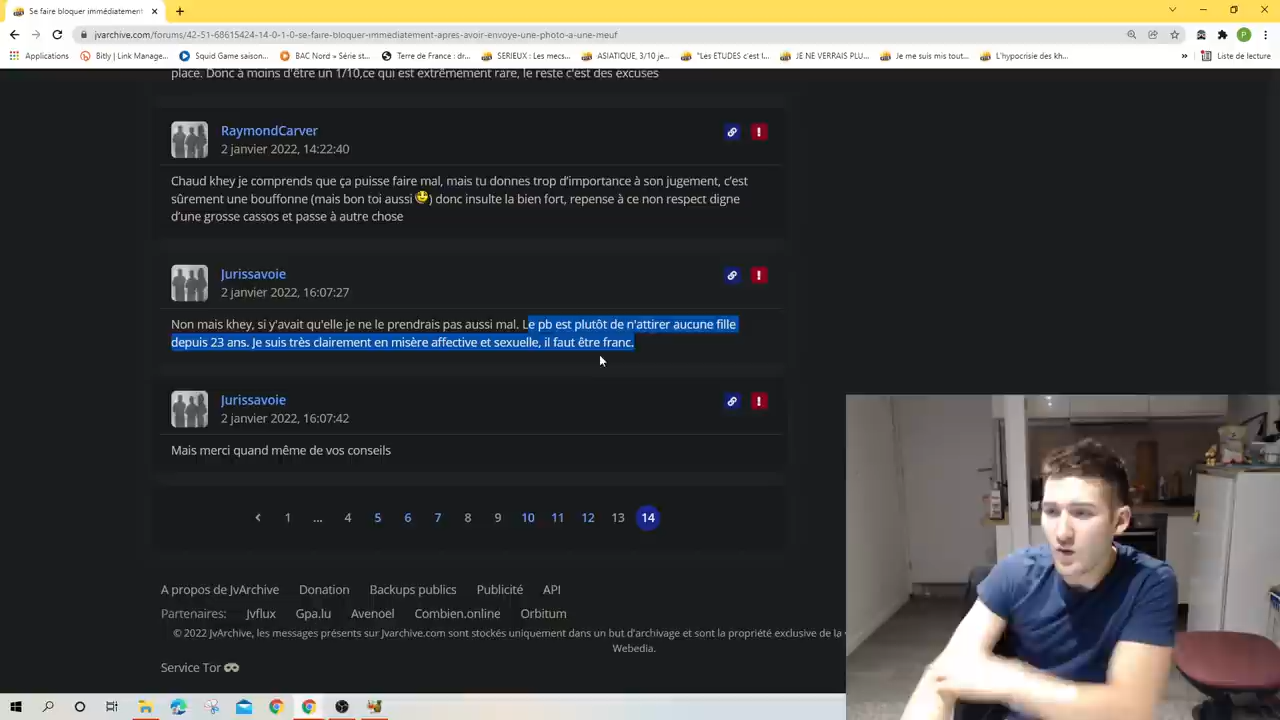 Se faire bloquer immédiatement
jvarchive.com/forums/42-51-68615424-14-0-1-0-se-faire-bloquer-immediatement-apres-avoir-envoye-une-photo-a-une-meuf
P
Applications
Bitly | Link Manage...
Squid Game saison...
BAC Nord » Série st...
Terre de France : dr...
SERIEUX : Les mecs...
ASIATIQUE, 3/10 je...
"Les ETUDES c'est l...
JE NE VERRAIS PLU...
Je me suis mis tout...
L'hypocrisie des kh...
»
Liste de lecture
place. Donc à moins d'être un 1/10,ce qui est extrêmement rare, le reste c'est des excuses
RaymondCarver
2 janvier 2022, 14:22:40
Chaud khey je comprends que ça puisse faire mal, mais tu donnes trop d'importance à son jugement, c'est
sûrement une bouffonne (mais bon toi aussi ) donc insulte la bien fort, repense à ce non respect digne
d'une grosse cassos et passe à autre chose
Jurissavoie
2 janvier 2022, 16:07:27
Non mais khey, si y'avait qu'elle je ne le prendrais pas aussi mal. Le pb est plutôt de n'attirer aucune fille
depuis 23 ans. Je suis très clairement en misère affective et sexuelle, il faut être franc.
Jurissavoie
2 janvier 2022, 16:07:42
Mais merci quand même de vos conseils
1 ... 4 5 6 7 8 9 10 11 12 13 14
A propos de JvArchive Donation Backups publics Publicité API
Partenaires: Jvflux Gpa.lu Avenoel Combien.online Orbitum
© 2022 JvArchive, les messages présents sur Jvarchive.com sont stockés uniquement dans un but d'archivage et sont la propriété exclusive de la
Webedia.
Service Tor